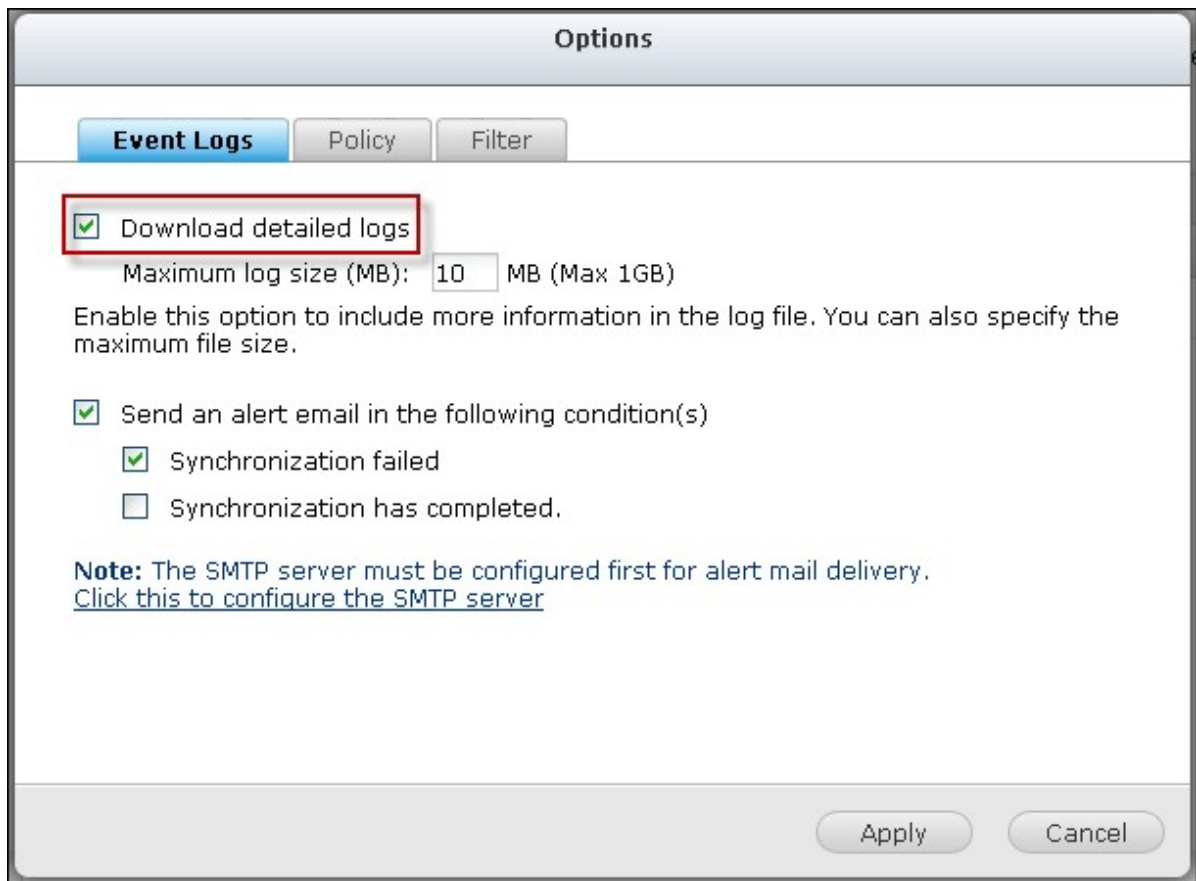 Options
Event Logs
Policy
Filter
Download detailed logs
Maximum log size (MB): 10 MB (Max 1GB)
Enable this option to include more information in the log file. You can also specify the
maximum file size.
Send an alert email in the following condition(s)
Synchronization failed
Synchronization has completed.
Note: The SMTP server must be configured first for alert mail delivery.
Click this to configure the SMTP server
Apply
Cancel